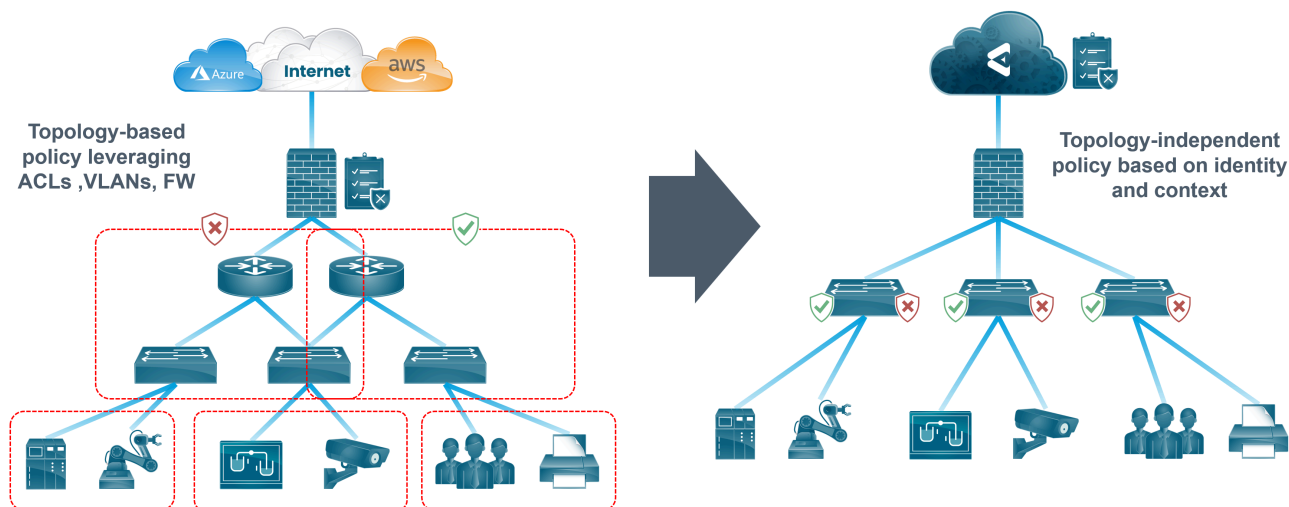 Azure
Internet
aws
Topology-based
policy leveraging
ACLs ,VLANs, FW
Topology-independent
policy based on identity
and context